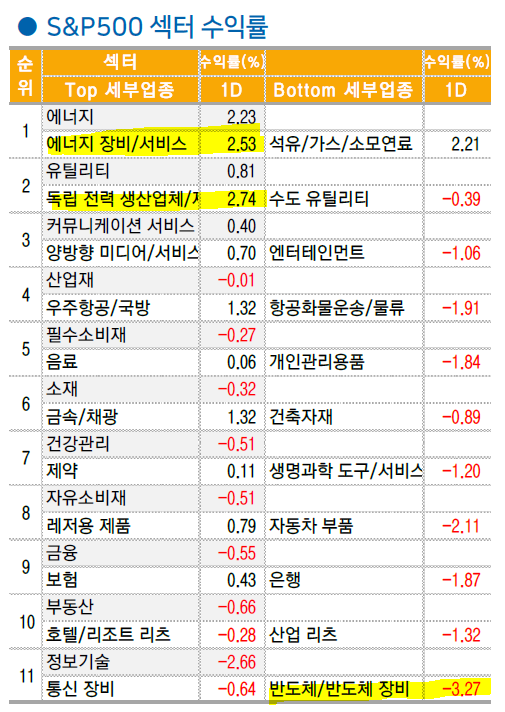 ● S&P500 섹터 수익률
순위 섹터 수익률(%) 수익률(%)
Top 세부업종 1D Bottom 세부업종 1D
1 에너지 2.23
에너지 장비/서비스 2.53 석유/가스/소모연료 2.21
2 유틸리티 0.81
독립 전력 생산업체/ 2.74 수도 유틸리티 -0.39
3 커뮤니케이션 서비스 0.40
양방향 미디어/서비스 0.70 엔터테인먼트 -1.06
4 산업재 -0.01
우주항공/국방 1.32 항공화물운송/물류 -1.91
5 필수소비재 -0.27
음료 0.06 개인관리용품 -1.84
6 소재 -0.32
금속/채광 1.32 건축자재 -0.89
7 건강관리 -0.51
제약 0.11 생명과학 도구/서비스 -1.20
8 자유소비재 -0.51
레저용 제품 0.79 자동차 부품 -2.11
9 금융 -0.55
보험 0.43 은행 -1.87
10 부동산 -0.66
호텔/리조트 리츠 -0.28 산업 리츠 -1.32
11 정보기술 -2.66
통신 장비 -0.64 반도체/반도체 장비 -3.27